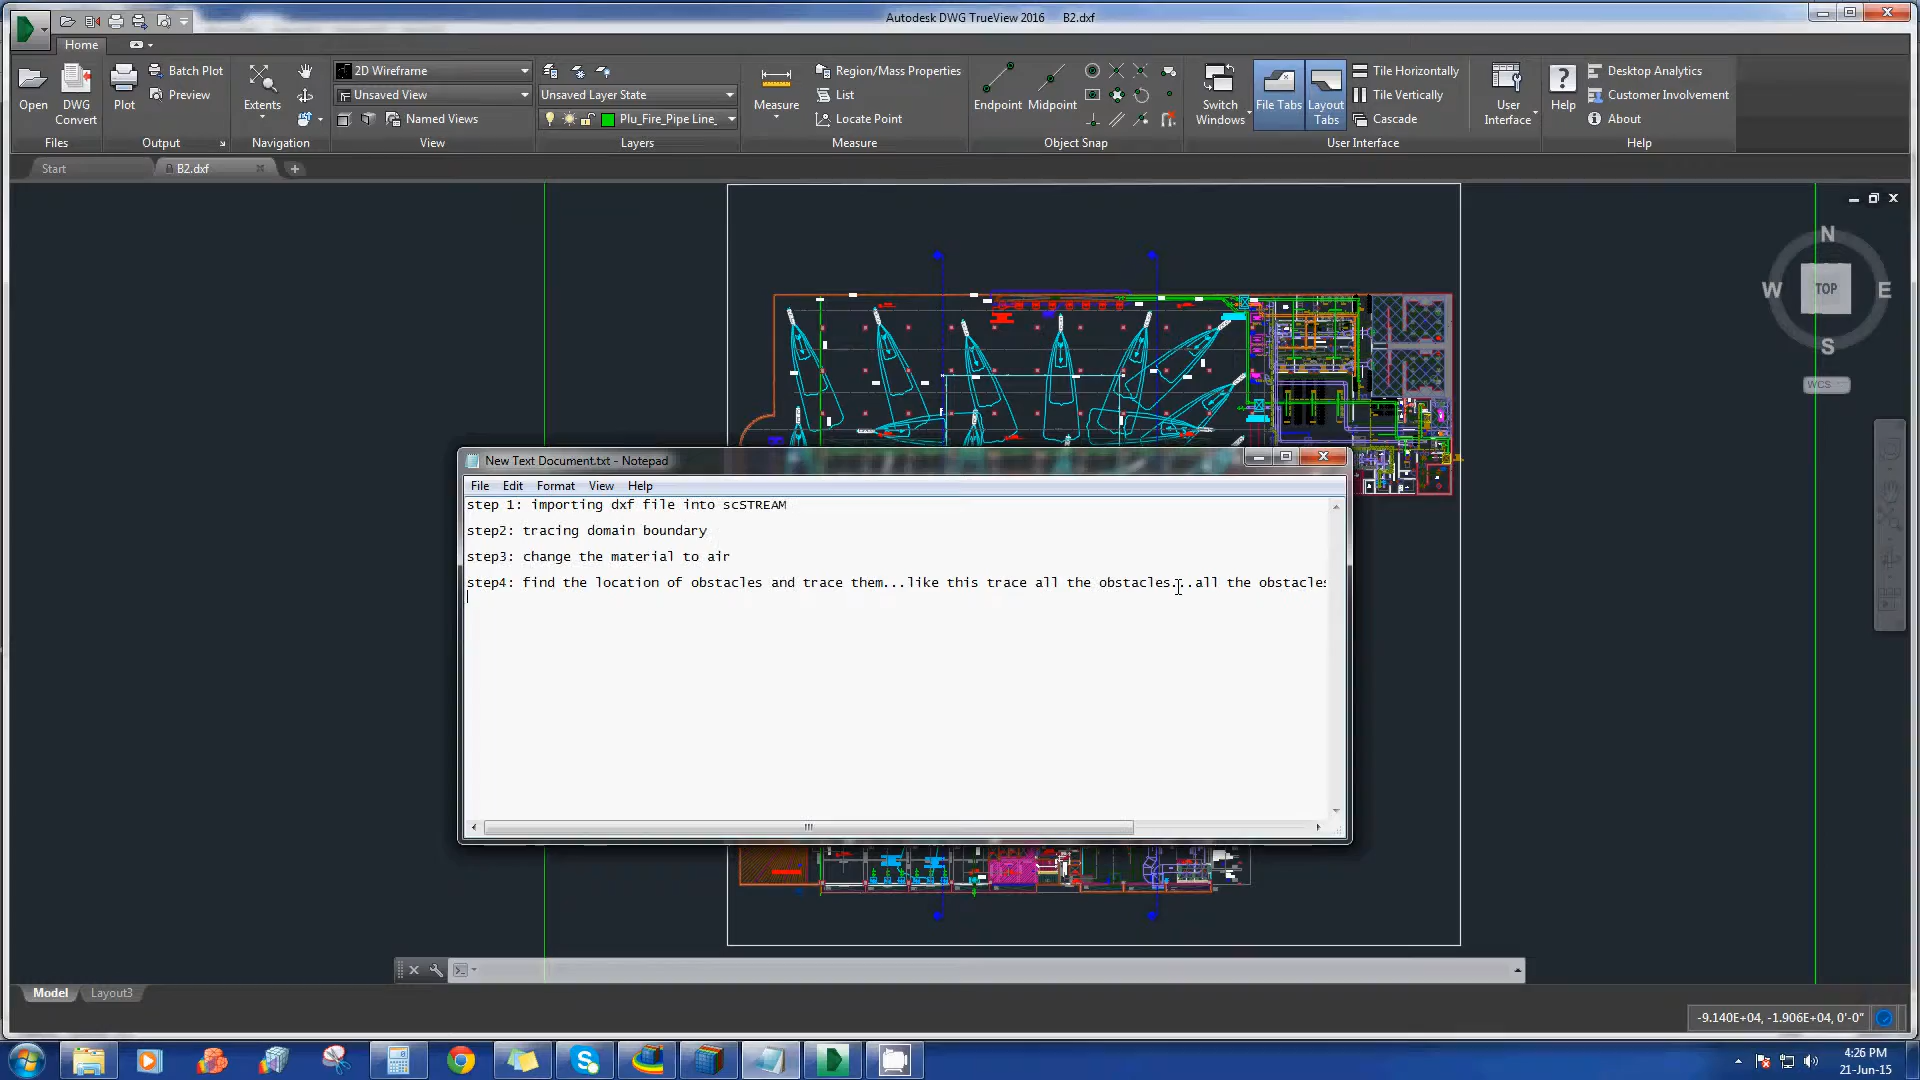 Autodesk DWG TrueView 2016 B2.dxf
Home
Open
DWG Convert
Files
Plot
Batch Plot
Preview
Output
Extents
Navigation
2D Wireframe
Unsaved View
Named Views
View
Unsaved Layer State
Plu_Fire_Pipe Line_
Layers
Measure
Region/Mass Properties
List
Locate Point
Measure
Endpoint
Midpoint
Object Snap
Switch Windows
File Tabs
Layout Tabs
Tile Horizontally
Tile Vertically
Cascade
User Interface
User Interface
Help
Desktop Analytics
Customer Involvement
About
Help
Start
B2.dxf
N
W
TOP
E
S
WCS
New Text Document.txt - Notepad
File Edit Format View Help
step 1: importing dxf file into scSTREAM
step2: tracing domain boundary
step3: change the material to air
step4: find the location of obstacles and trace them...like this trace all the obstacles....all the obstacles
Model
Layout3
-9.140E+04, -1.906E+04, 0'-0"
4:26 PM
21-Jun-15